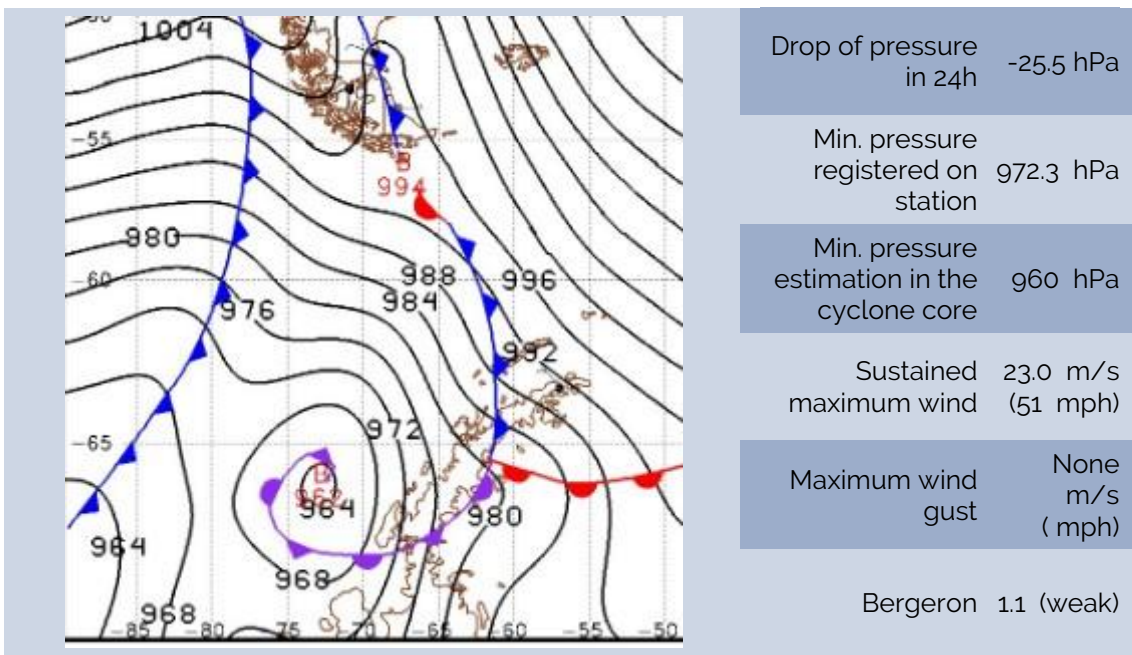 1004
-55
B
994
980
988
996
-60
984
976
992
972
-65
B
962
964
980
964
968
968
-85
-80
-75
-70
-65
-60
-55
-50
Drop of pressure
in 24h
-25.5 hPa
Min. pressure
registered on
station
972.3 hPa
Min. pressure
estimation in the
cyclone core
960 hPa
Sustained
maximum wind
23.0 m/s
(51 mph)
Maximum wind
gust
None
m/s
( mph)
Bergeron
1.1 (weak)